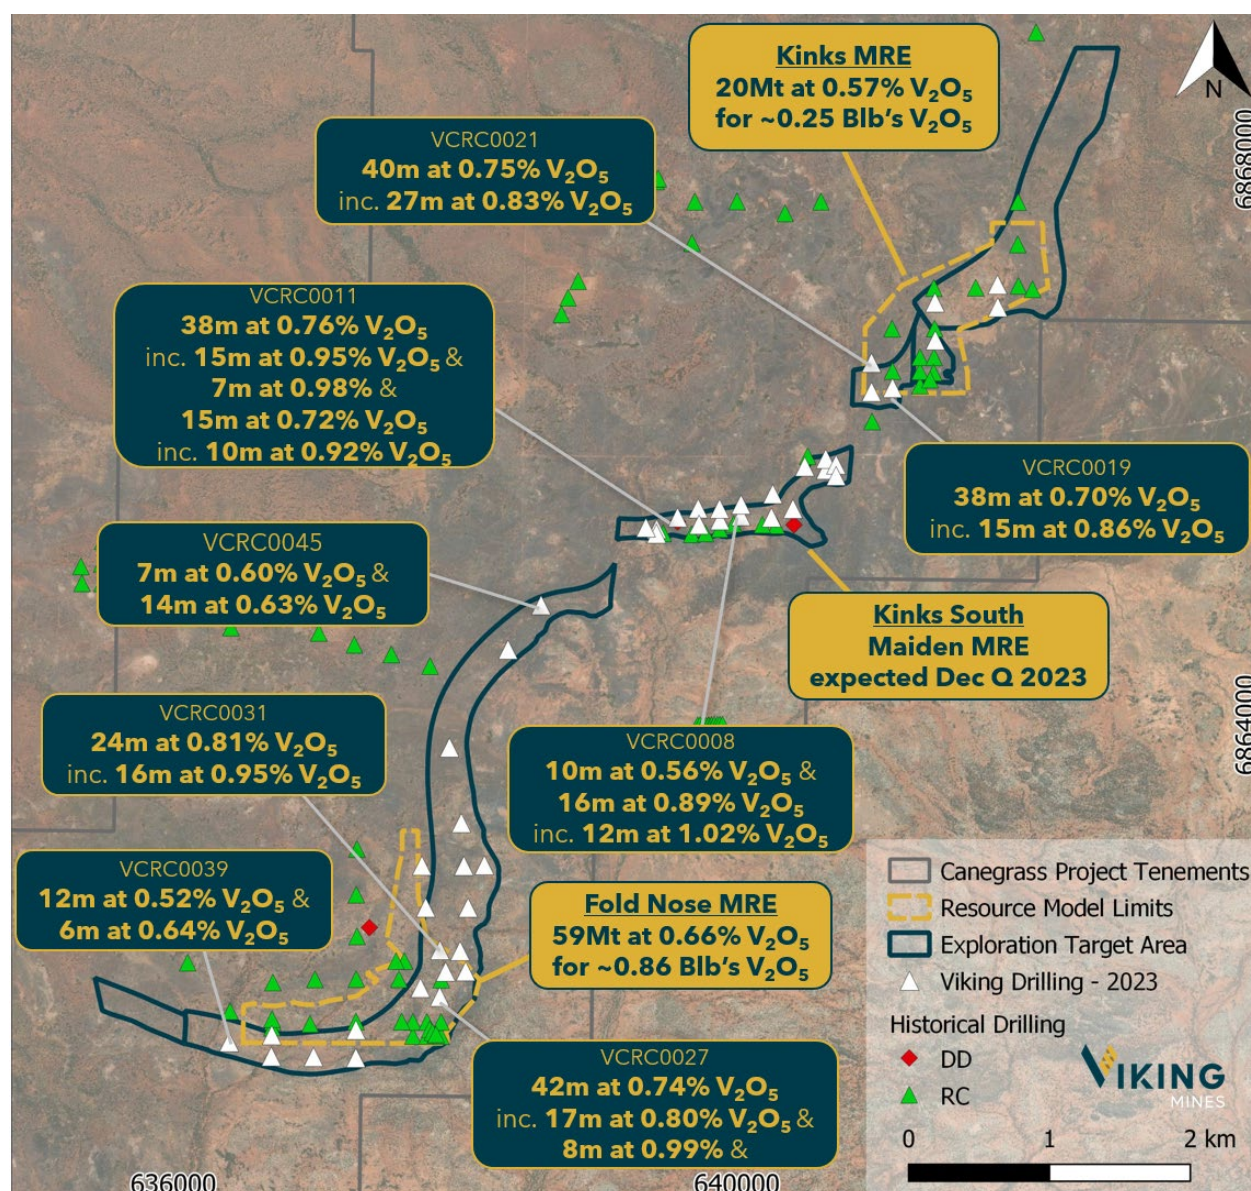 Kinks MRE
20Mt at 0.57% V₂O₅
for ~0.25 Blb's V₂O₅
N
6868000
VCRC0021
40m at 0.75% V₂O₅
inc. 27m at 0.83% V₂O₅
VCRC0011
38m at 0.76% V₂O₅
inc. 15m at 0.95% V₂O₅ &
7m at 0.98% &
15m at 0.72% V₂O₅
inc. 10m at 0.92% V₂O₅
VCRC0019
38m at 0.70% V₂O₅
inc. 15m at 0.86% V₂O₅
VCRC0045
7m at 0.60% V₂O₅ &
14m at 0.63% V₂O₅
Kinks South
Maiden MRE
expected Dec Q 2023
6864000
VCRC0031
24m at 0.81% V₂O₅
inc. 16m at 0.95% V₂O₅
VCRC0008
10m at 0.56% V₂O₅ &
16m at 0.89% V₂O₅
inc. 12m at 1.02% V₂O₅
VCRC0039
12m at 0.52% V₂O₅ &
6m at 0.64% V₂O₅
Fold Nose MRE
59Mt at 0.66% V₂O₅
for ~0.86 Blb's V₂O₅
VCRC0027
42m at 0.74% V₂O₅
inc. 17m at 0.80% V₂O₅ &
8m at 0.99% &
Canegrass Project Tenements
Resource Model Limits
Exploration Target Area
Viking Drilling - 2023
Historical Drilling
DD
RC
VIKING
MINES
0 1 2 km
636000
640000